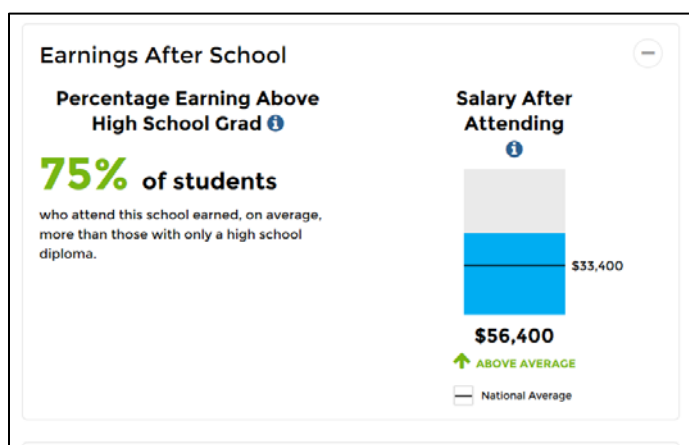 Earnings After School
Percentage Earning Above
High School Grad
75% of students
who attend this school earned, on average,
more than those with only a high school
diploma.
Salary After
Attending
$33,400
$56,400
ABOVE AVERAGE
National Average